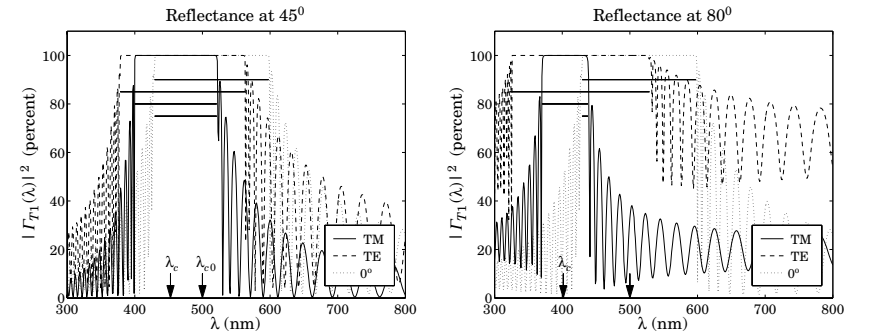 Reflectance at 45⁰
| Γ_T1(λ)| ² (percent)
100
80
60
40
20
0
λ_c
λ_c0
TM
TE
0º
300 400 500 600 700 800
λ (nm)
Reflectance at 80⁰
| Γ_T1(λ)| ² (percent)
100
80
60
40
20
0
λ_c
TM
TE
0º
300 400 500 600 700 800
λ (nm)